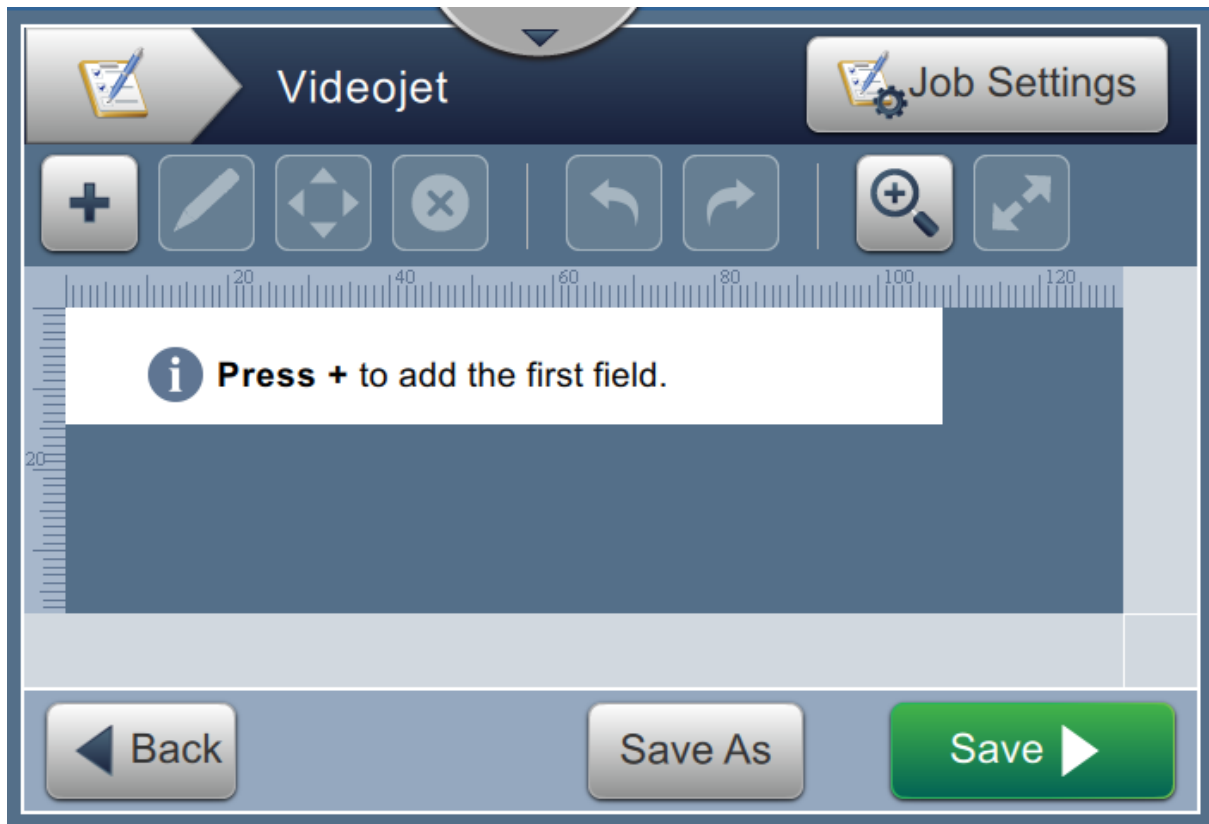 Videojet
Job Settings
20 40 60 80 100 120
i Press + to add the first field.
20
Back
Save As
Save